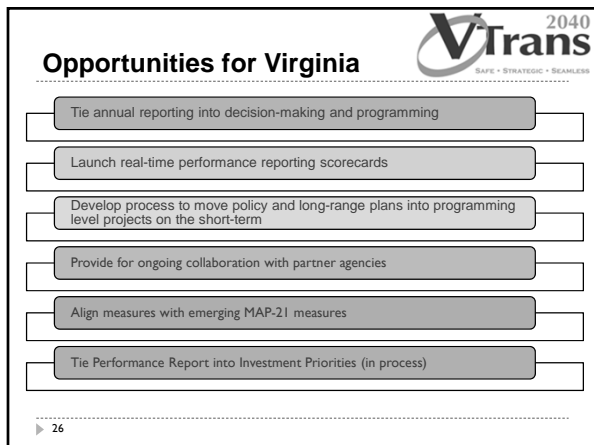 2040
VTrans
SAFE • STRATEGIC • SEAMLESS
Opportunities for Virginia
Tie annual reporting into decision-making and programming
Launch real-time performance reporting scorecards
Develop process to move policy and long-range plans into programming
level projects on the short-term
Provide for ongoing collaboration with partner agencies
Align measures with emerging MAP-21 measures
Tie Performance Report into Investment Priorities (in process)
26